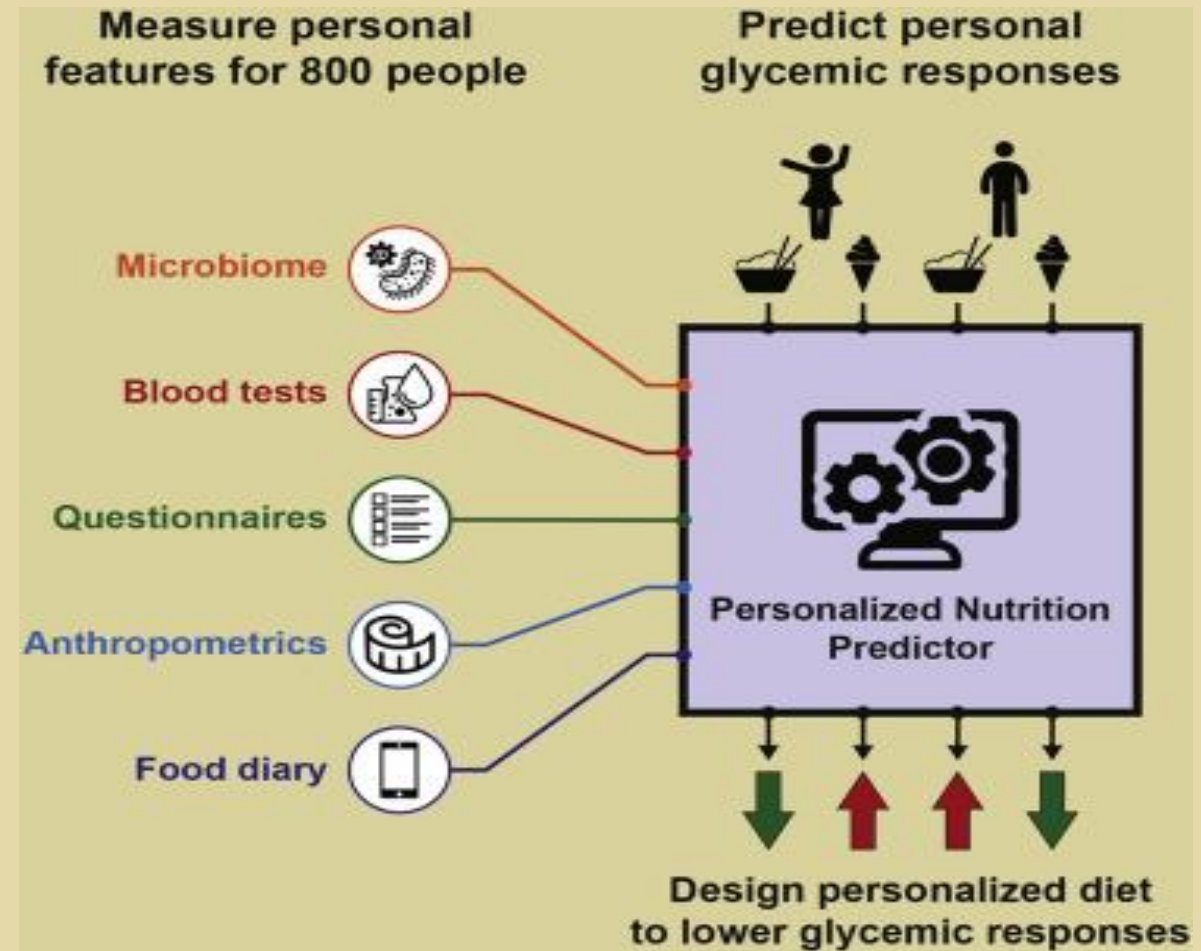 Measure personal
features for 800 people
Predict personal
glycemic responses
Microbiome
Blood tests
Questionnaires
Anthropometrics
Food diary
Personalized Nutrition
Predictor
Design personalized diet
to lower glycemic responses